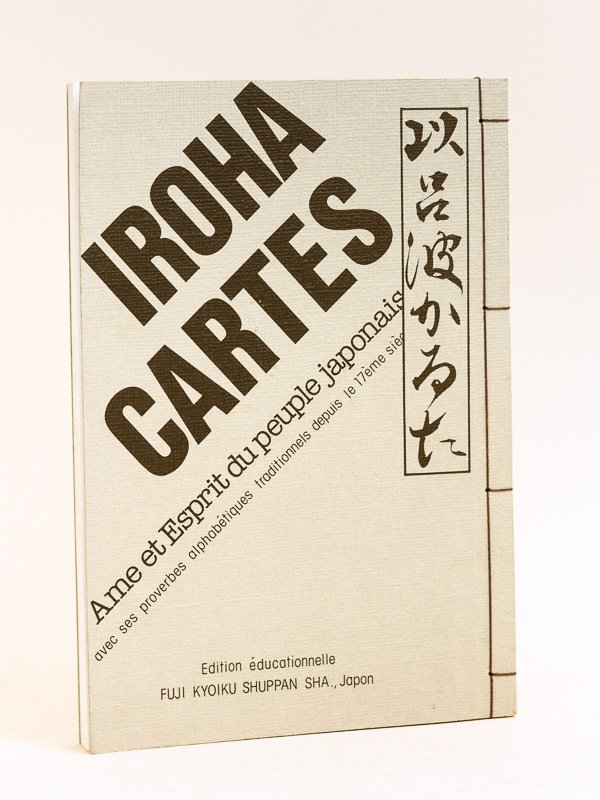 IROHA
CARTES
Ame et Esprit du peuple japonais
avec ses proverbes alphabétiques traditionnels depuis le 17ème
以呂波かるた
Edition éducationnelle
FUJI KYOIKU SHUPPAN SHA., Japon